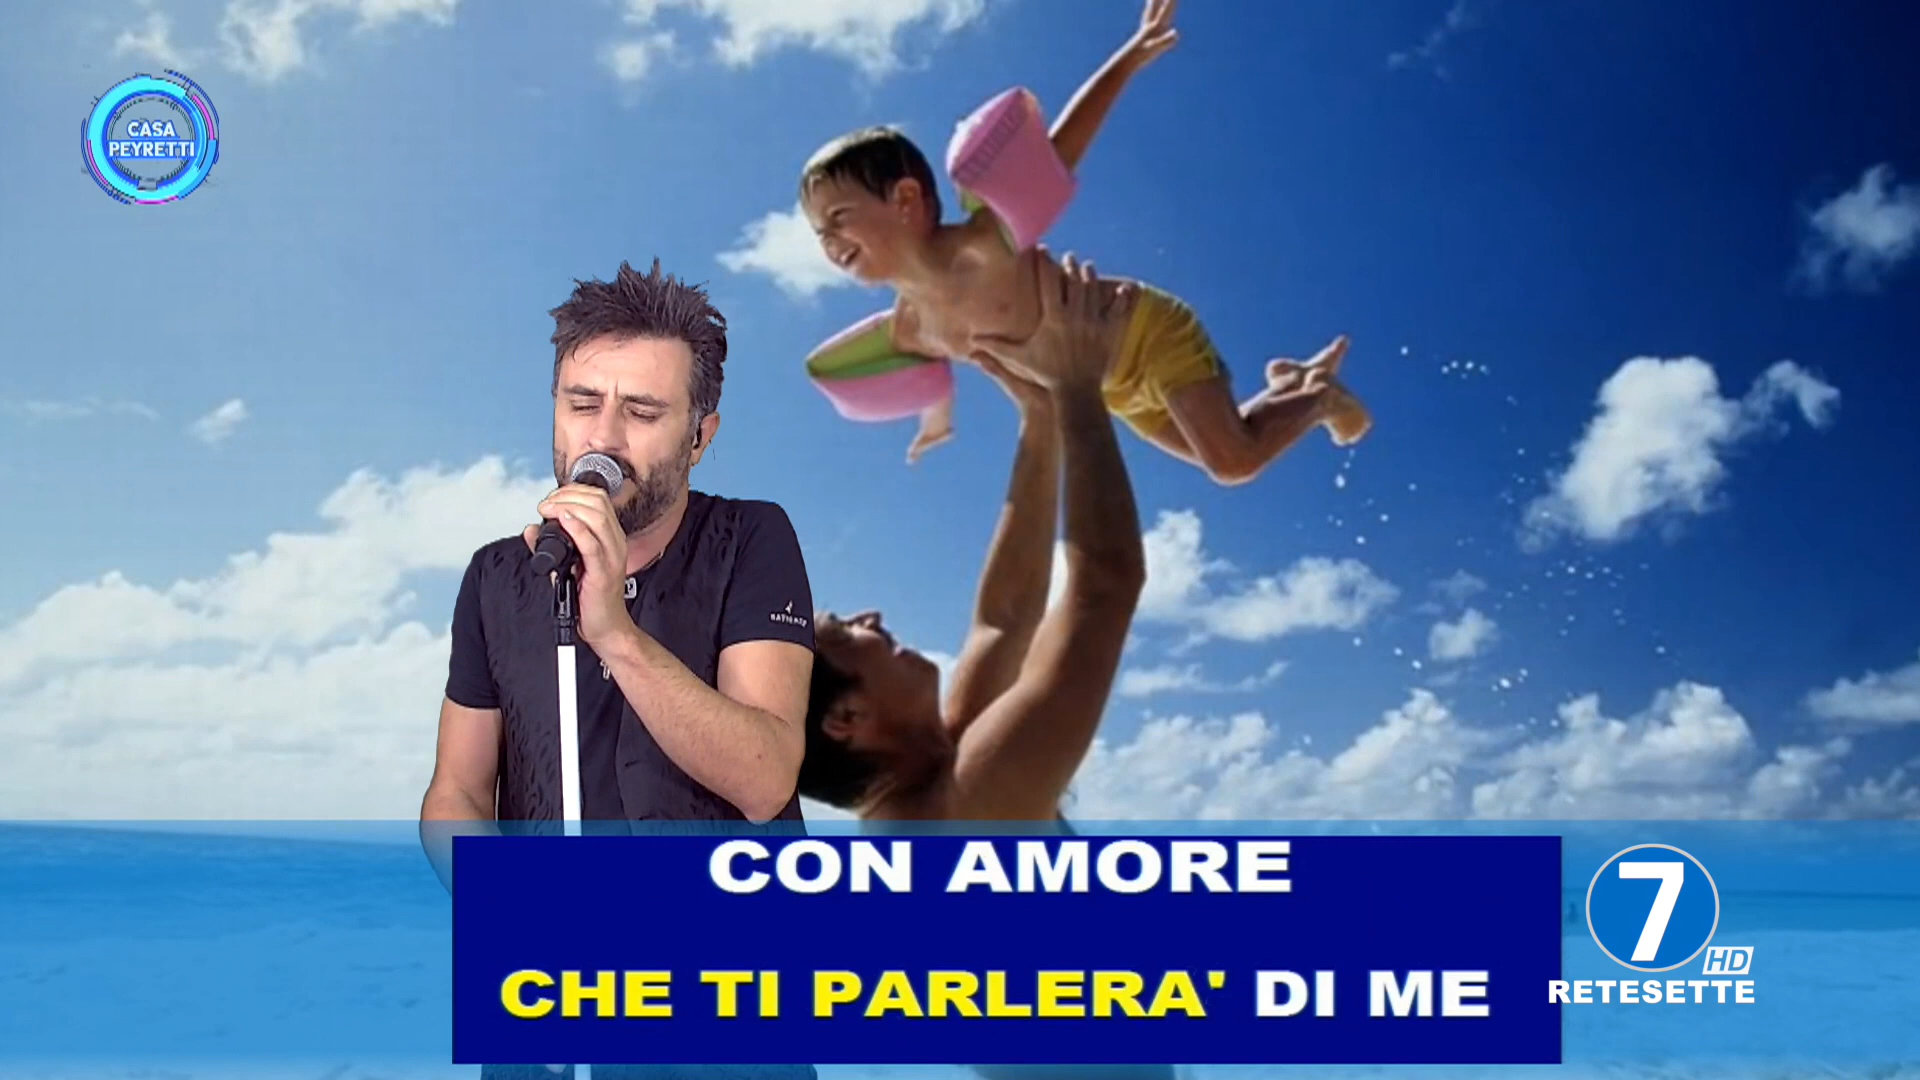 CASA
PEYRETTI
CON AMORE
CHE TI PARLERA' DI ME
7
HD
RETESETTE